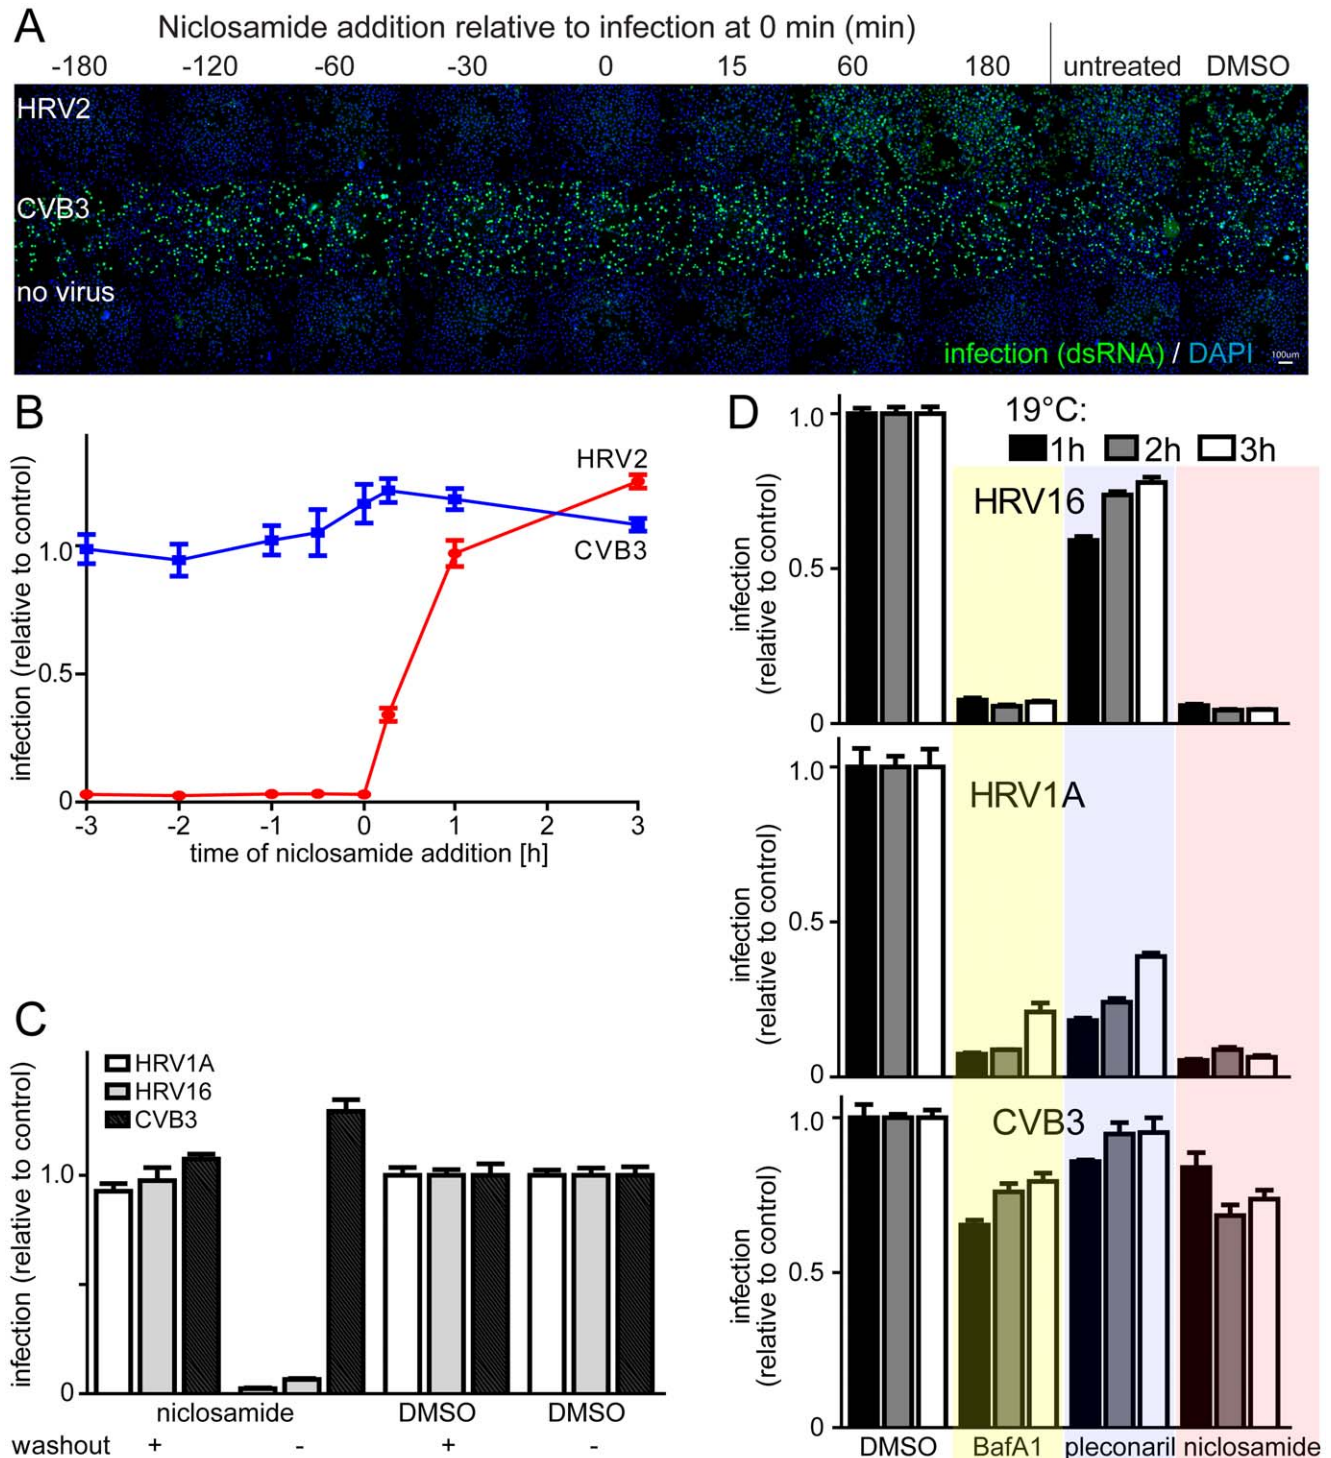 A
Niclosamide addition relative to infection at 0 min (min)
-180 -120 -60 -30 0 15 60 180 untreated DMSO
HRV2
CVB3
no virus
infection (dsRNA) / DAPI
100um
B
infection (relative to control)
1.0
0.5
0
HRV2
CVB3
-3 -2 -1 0 1 2 3
time of niclosamide addition [h]
C
infection (relative to control)
1.0
0
HRV1A
HRV16
CVB3
niclosamide DMSO DMSO
washout + - + -
D
19°C:
1h 2h 3h
HRV16
infection
(relative to control)
1.0
0.5
0
HRV1A
infection
(relative to control)
1.0
0.5
0
CVB3
infection
(relative to control)
1.0
0.5
0
DMSO BafA1 pleconaril niclosamide